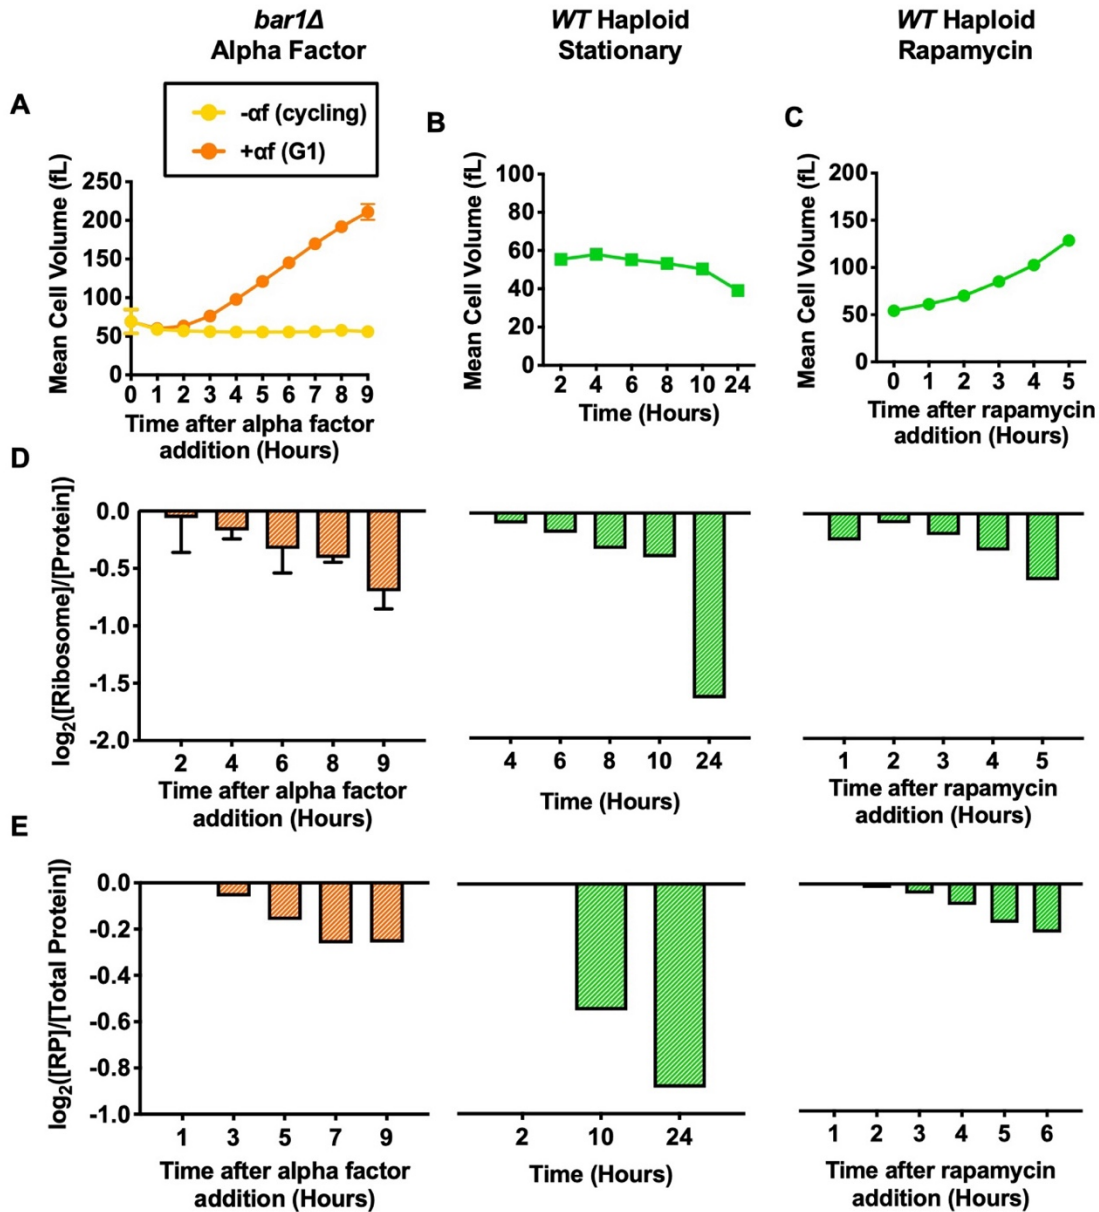 bar1Δ
Alpha Factor
WT Haploid
Stationary
WT Haploid
Rapamycin
A
-αf (cycling)
+αf (G1)
Mean Cell Volume (fL)
250
200
150
100
50
0
0 1 2 3 4 5 6 7 8 9
Time after alpha factor
addition (Hours)
B
Mean Cell Volume (fL)
100
80
60
40
20
0
2 4 6 8 10 24
Time (Hours)
C
Mean Cell Volume (fL)
200
150
100
50
0
0 1 2 3 4 5
Time after rapamycin
addition (Hours)
D
log2([Ribosome]/[Protein])
0.0
-0.5
-1.0
-1.5
-2.0
2 4 6 8 9
Time after alpha factor
addition (Hours)
4 6 8 10 24
Time (Hours)
1 2 3 4 5
Time after rapamycin
addition (Hours)
E
log2([RP]/[Total Protein])
0.0
-0.2
-0.4
-0.6
-0.8
-1.0
1 3 5 7 9
Time after alpha factor
addition (Hours)
2 10 24
Time (Hours)
1 2 3 4 5 6
Time after rapamycin
addition (Hours)